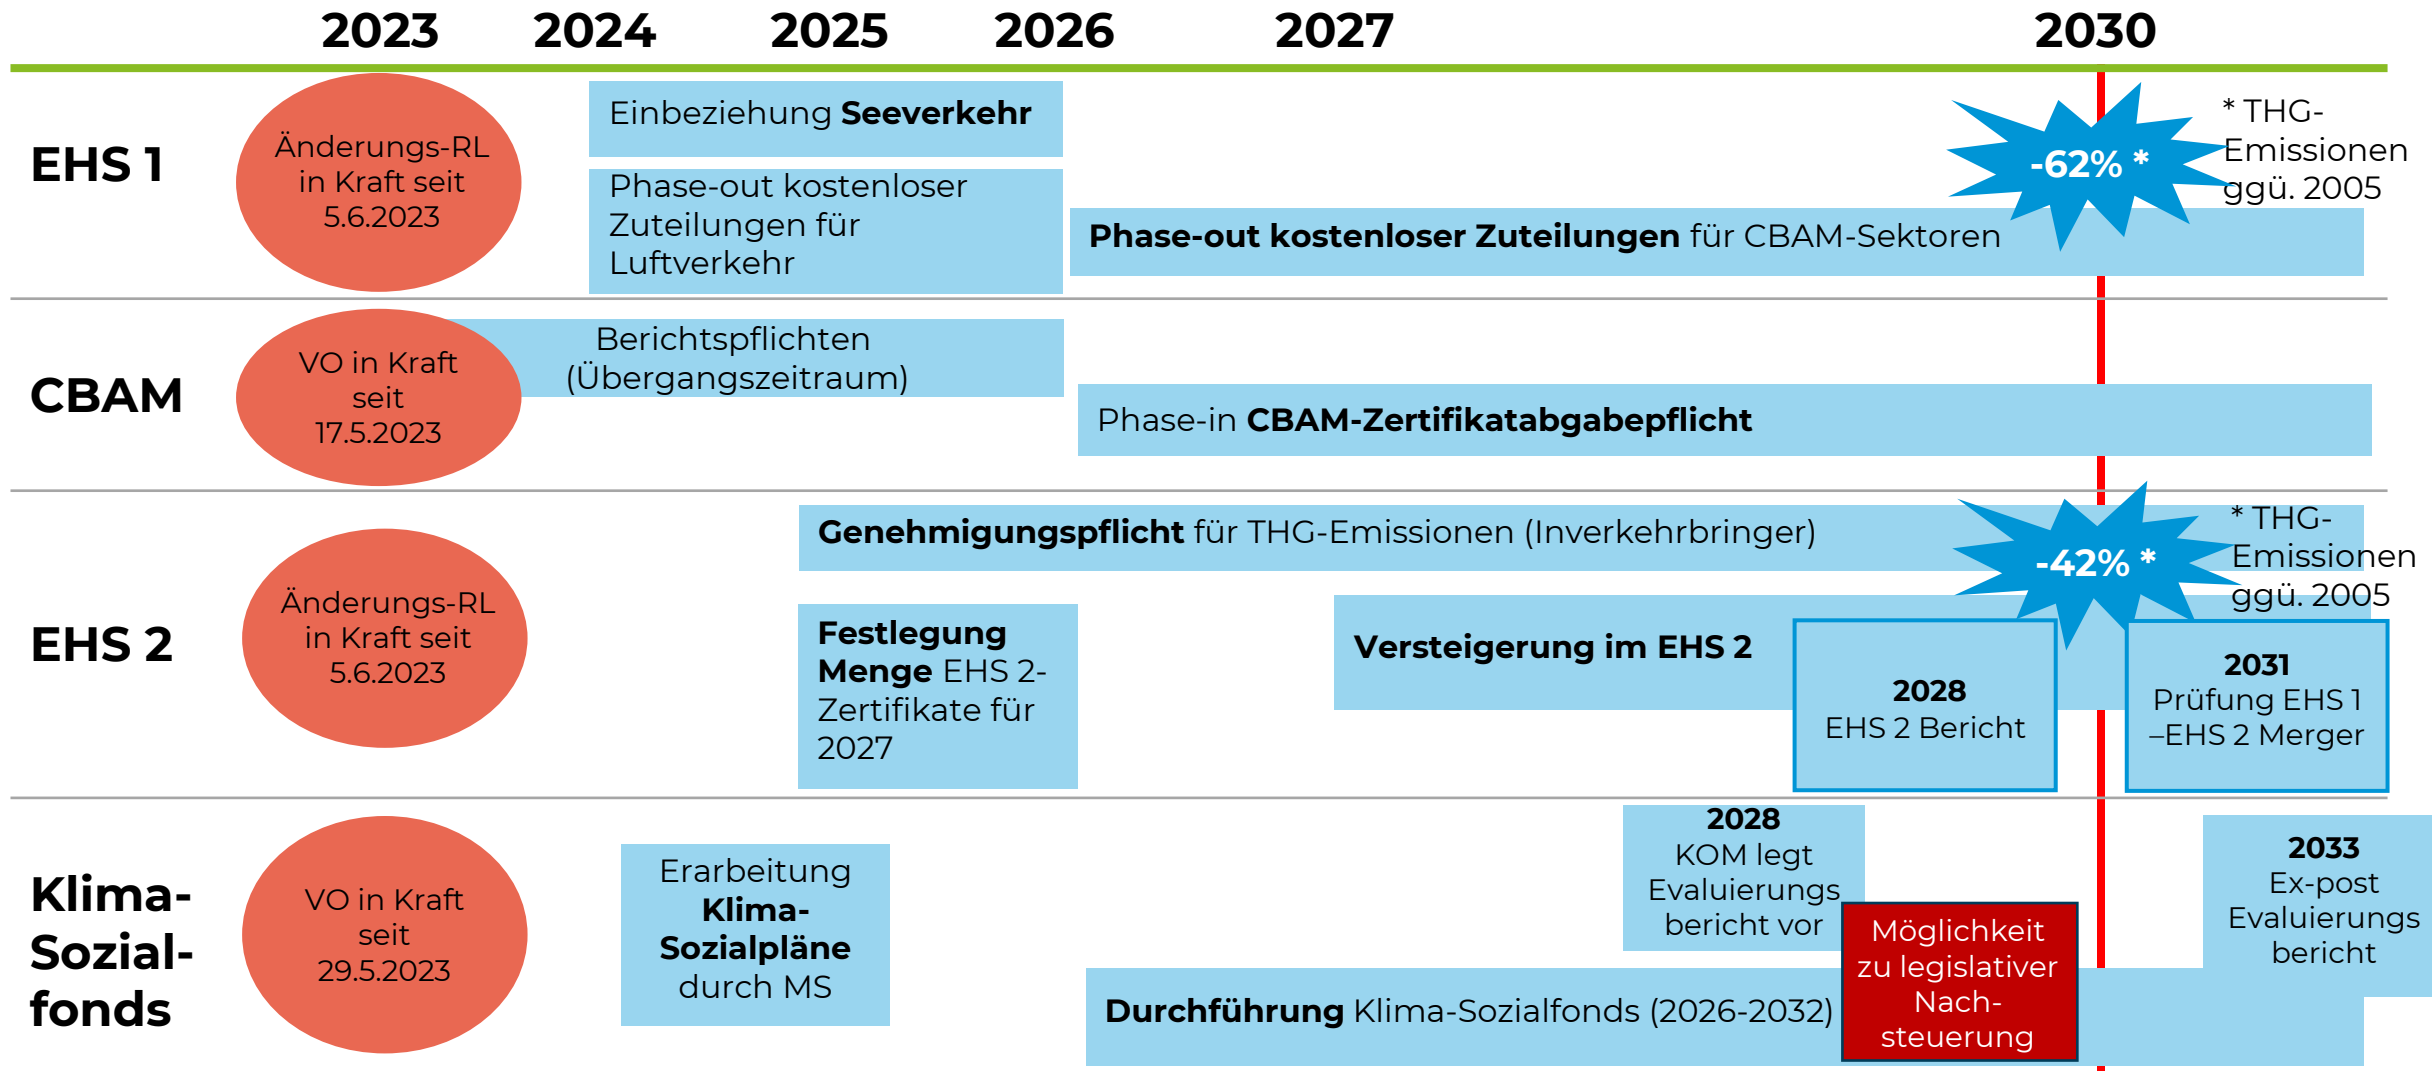 2023 2024 2025 2026 2027 2030
EHS 1
Änderungs-RL
in Kraft seit
5.6.2023
Einbeziehung Seeverkehr
Phase-out kostenloser
Zuteilungen für
Luftverkehr
Phase-out kostenloser Zuteilungen für CBAM-Sektoren
-62% *
* THG-
Emissionen
ggü. 2005
CBAM
VO in Kraft
seit
17.5.2023
Berichtspflichten
(Übergangszeitraum)
Phase-in CBAM-Zertifikatabgabepflicht
EHS 2
Änderungs-RL
in Kraft seit
5.6.2023
Genehmigungspflicht für THG-Emissionen (Inverkehrbringer)
-42% *
* THG-
Emissionen
ggü. 2005
Festlegung
Menge EHS 2-
Zertifikate für
2027
Versteigerung im EHS 2
2028
EHS 2 Bericht
2031
Prüfung EHS 1
–EHS 2 Merger
Klima-
Sozial-
fonds
VO in Kraft
seit
29.5.2023
Erarbeitung
Klima-
Sozialpläne
durch MS
2028
KOM legt
Evaluierungs
bericht vor
Durchführung Klima-Sozialfonds (2026-2032)
Möglichkeit
zu legislativer
Nach-
steuerung
2033
Ex-post
Evaluierungs
bericht